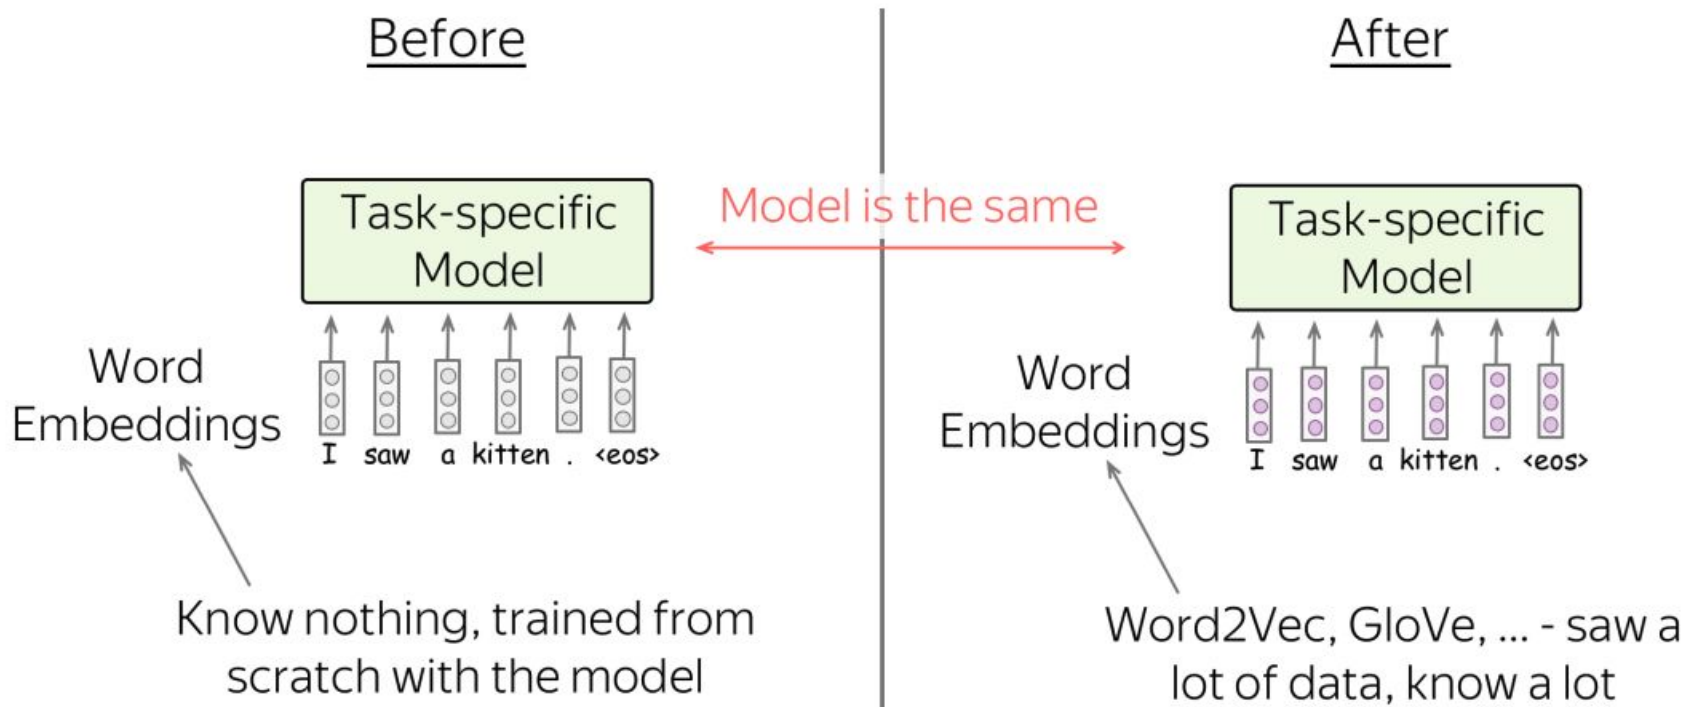 Before
Task-specific
Model
Word
Embeddings
I saw a kitten . <eos>
Know nothing, trained from
scratch with the model
Model is the same
After
Task-specific
Model
Word
Embeddings
I saw a kitten . <eos>
Word2Vec, GloVe, ... - saw a
lot of data, know a lot